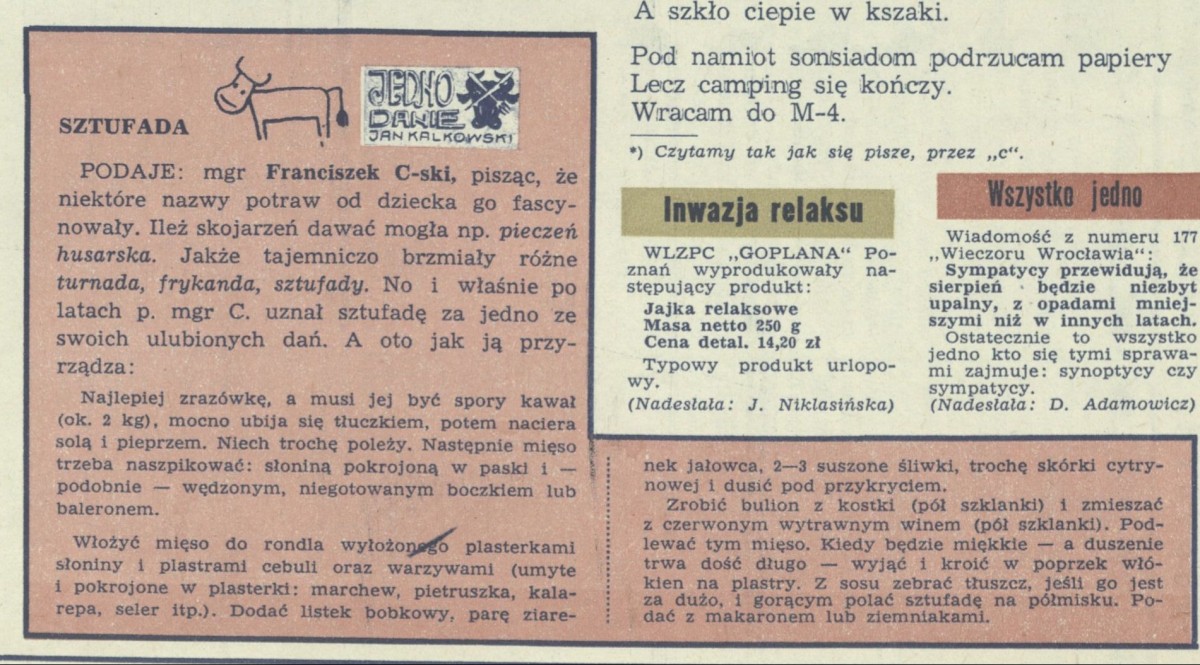 A szkło ciepie w kszaki.
Pod namiot sonsiadom podrzucam papiery
Lecz camping się kończy.
Wracam do M-4.
*) Czytamy tak jak się pisze, przez „c“.
SZTUFADA
JEDNO
DANIE
JAN KALKOWSKI
PODAJE: mgr Franciszek C-ski, pisząc, że
niektóre nazwy potraw od dziecka go fascy-
nowały. Ileż skojarzeń dawać mogła np. pieczeń
husarska. Jakże tajemniczo brzmiały różne
turnada, frykanda, sztufady. No i właśnie po
latach p. mgr C. uznał sztufadę za jedno ze
swoich ulubionych dań. A oto jak ją przy-
rządza:
Najlepiej zrazówkę, a musi jej być spory kawał
(ok. 2 kg), mocno ubija się tłuczkiem, potem naciera
solą i pieprzem. Niech trochę poleży. Następnie mięso
trzeba naszpikować: słoniną pokrojoną w paski i —
podobnie — wędzonym, niegotowanym boczkiem lub
baleronem.
Włożyć mięso do rondla wyłożonego plasterkami
słoniny i plastrami cebuli oraz warzywami (umyte
i pokrojone w plasterki: marchew, pietruszka, kala-
repa, seler itp.). Dodać listek bobkowy, parę ziare-
nek jałowca, 2—3 suszone śliwki, trochę skórki cytry-
nowej i dusić pod przykryciem.
Zrobić bulion z kostki (pół szklanki) i zmieszać
z czerwonym wytrawnym winem (pół szklanki). Pod-
lewać tym mięso. Kiedy będzie miękkie — a duszenie
trwa dość długo — wyjąć i kroić w poprzek włó-
kien na plastry. Z sosu zebrać tłuszcz, jeśli go jest
za dużo, i gorącym polać sztufadę na półmisku. Po-
dać z makaronem lub ziemniakami.
Inwazja relaksu
WLZPC „GOPLANA“ Po-
znań wyprodukowały na-
stępujący produkt:
Jajka relaksowe
Masa netto 250 g
Cena detal. 14,20 zł
Typowy produkt urlopo-
wy.
(Nadesłała: J. Niklasińska)
Wszystko jedno
Wiadomość z numeru 177
„Wieczoru Wrocławia“:
Sympatycy przewidują, że
sierpień będzie niezbyt
upalny, z opadami mniej-
szymi niż w innych latach.
Ostatecznie to wszystko
jedno kto się tymi sprawa-
mi zajmuje: synoptycy czy
sympatycy.
(Nadesłała: D. Adamowicz)